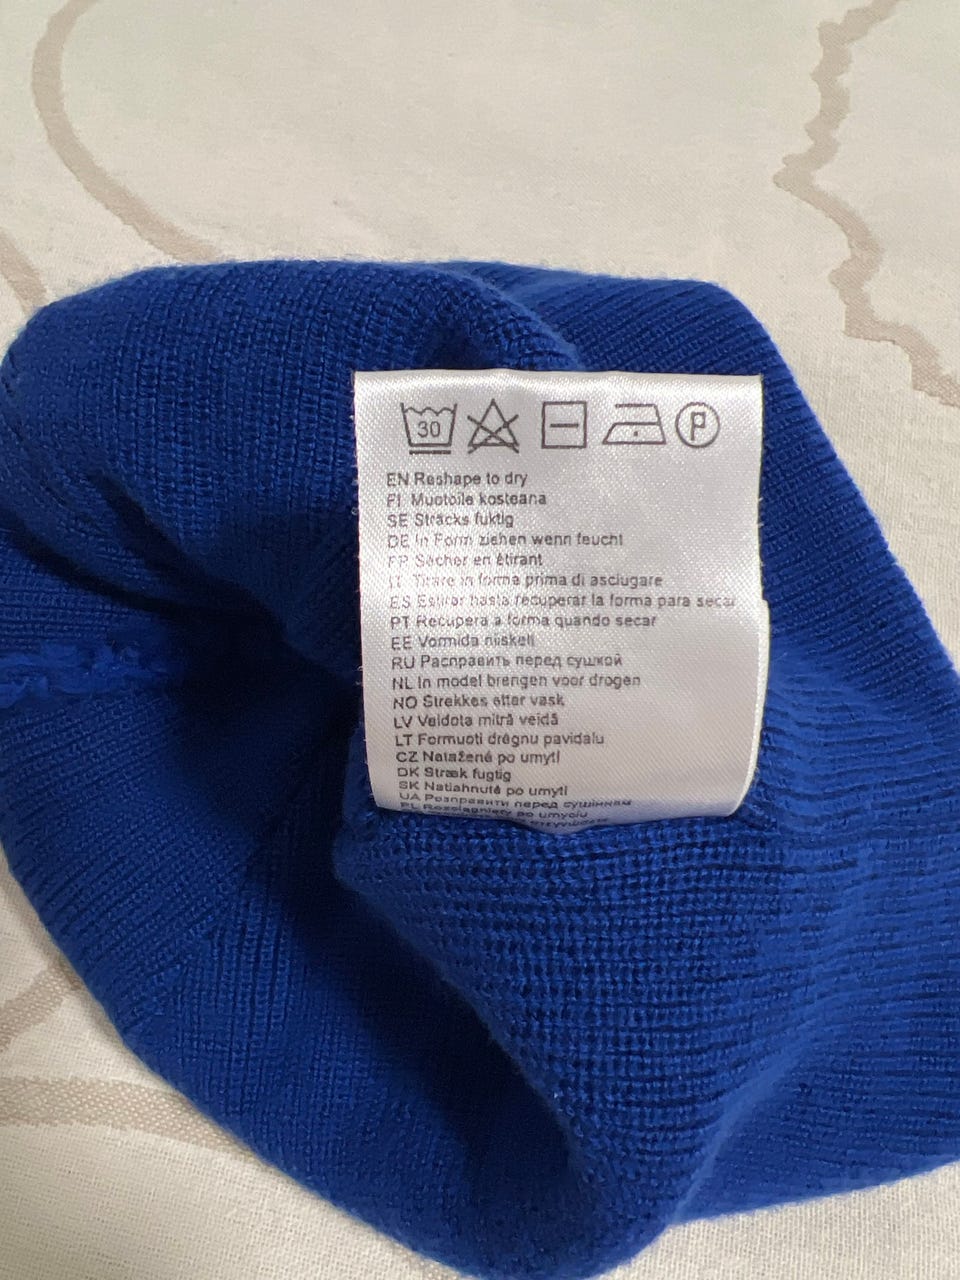 30 P
EN Reshape to dry
FI Muotoile kosteana
SE Sträcks fuktig
DE In Form ziehen wenn feucht
FR Sécher en étirant
IT Tirare in forma prima di asciugare
ES Estirar hasta recuperar la forma para secar
PT Recupera a forma quando secar
EE Vormida niiskelt
RU Расправить перед сушкой
NL In model brengen voor drogen
NO Strekkes etter vask
LV Veidota mitrā veidā
LT Formuoti drėgnu pavidalu
CZ Natažené po umytí
DK Stræk fugtig
SK Natiahnuté po umytí
UA Розправити перед сушінням
PL Rozciągnięty po umyciu